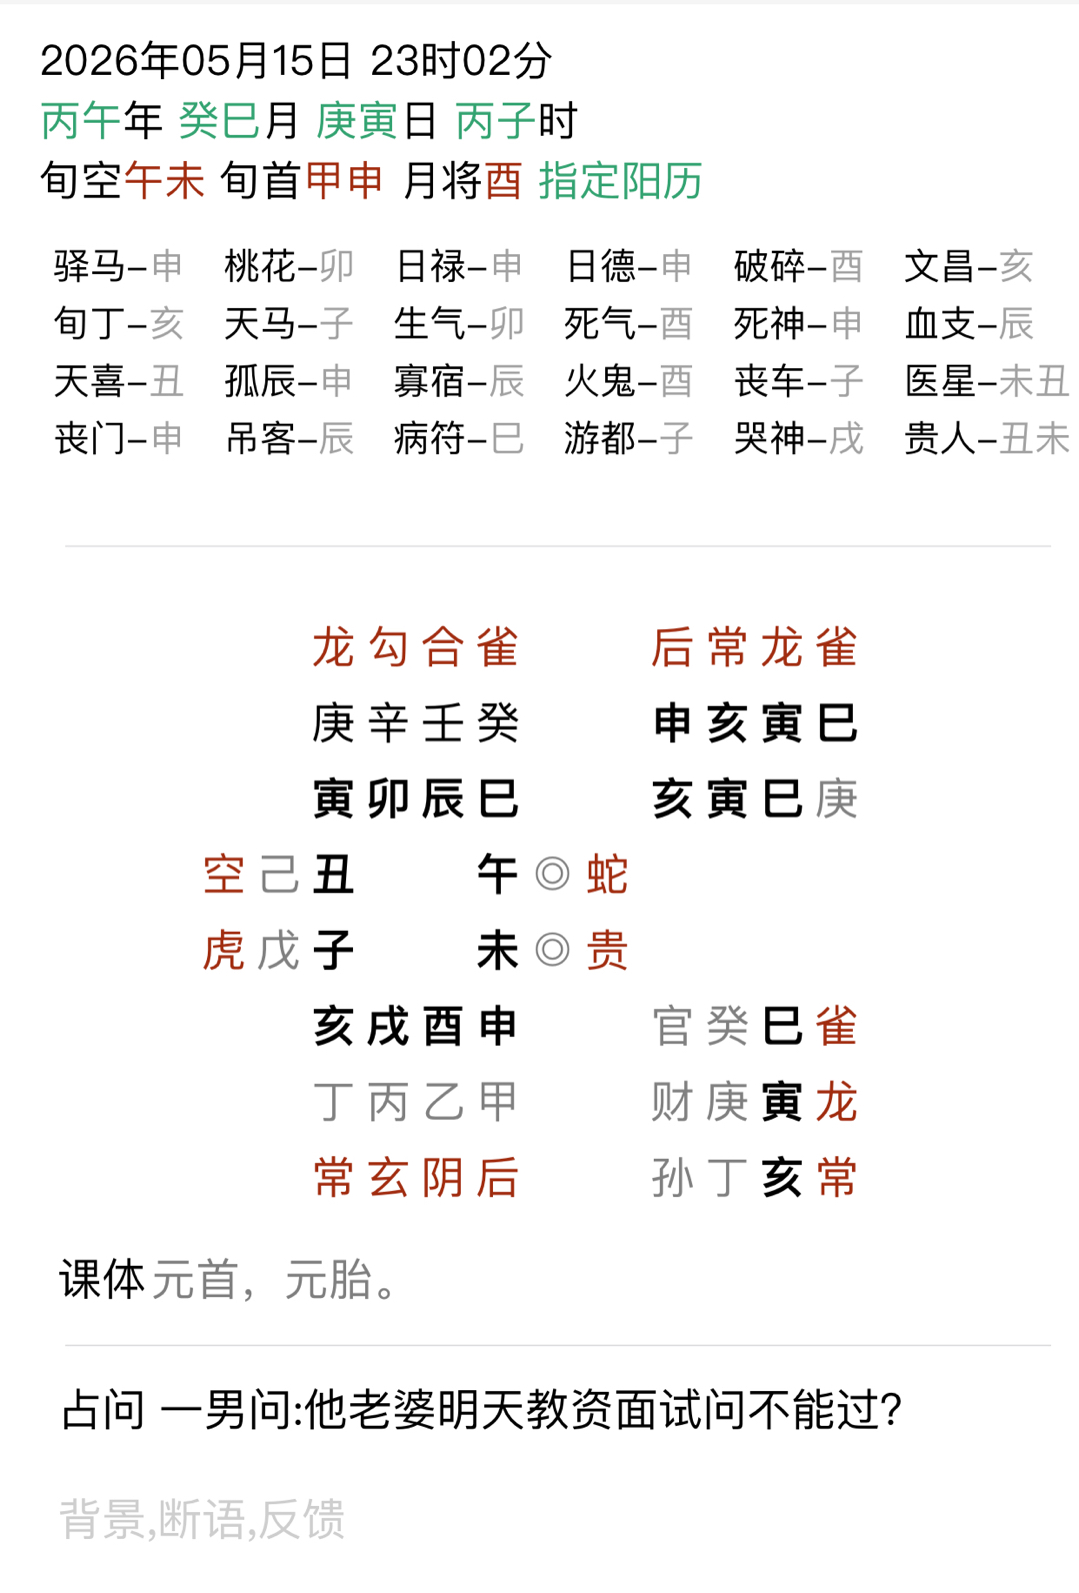 2026年05月15日 23时02分
丙午年 癸巳月 庚寅日 丙子时
旬空午未 旬首甲申 月将酉 指定阳历
驿马–申 桃花–卯 日禄–申 日德–申 破碎–酉 文昌–亥
旬丁–亥 天马–子 生气–卯 死气–酉 死神–申 血支–辰
天喜–丑 孤辰–申 寡宿–辰 火鬼–酉 丧车–子 医星–未丑
丧门–申 吊客–辰 病符–巳 游都–子 哭神–戌 贵人–丑未
龙勾合雀 后常龙雀
庚辛壬癸 申亥寅巳
寅卯辰巳 亥寅巳庚
空己丑 午◎蛇
虎戊子 未◎贵
亥戌酉申 官癸巳雀
丁丙乙甲 财庚寅龙
常玄阴后 孙丁亥常
课体元首，元胎。
占问 一男问:他老婆明天教资面试问不能过?
背景,断语,反馈